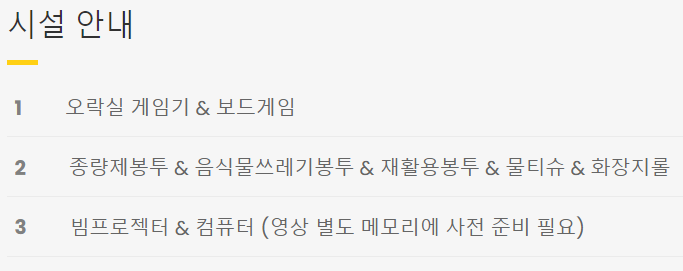 시설 안내
1 오락실 게임기 & 보드게임
2 종량제봉투 & 음식물쓰레기봉투 & 재활용봉투 & 물티슈 & 화장지롤
3 빔프로젝터 & 컴퓨터 (영상 별도 메모리에 사전 준비 필요)